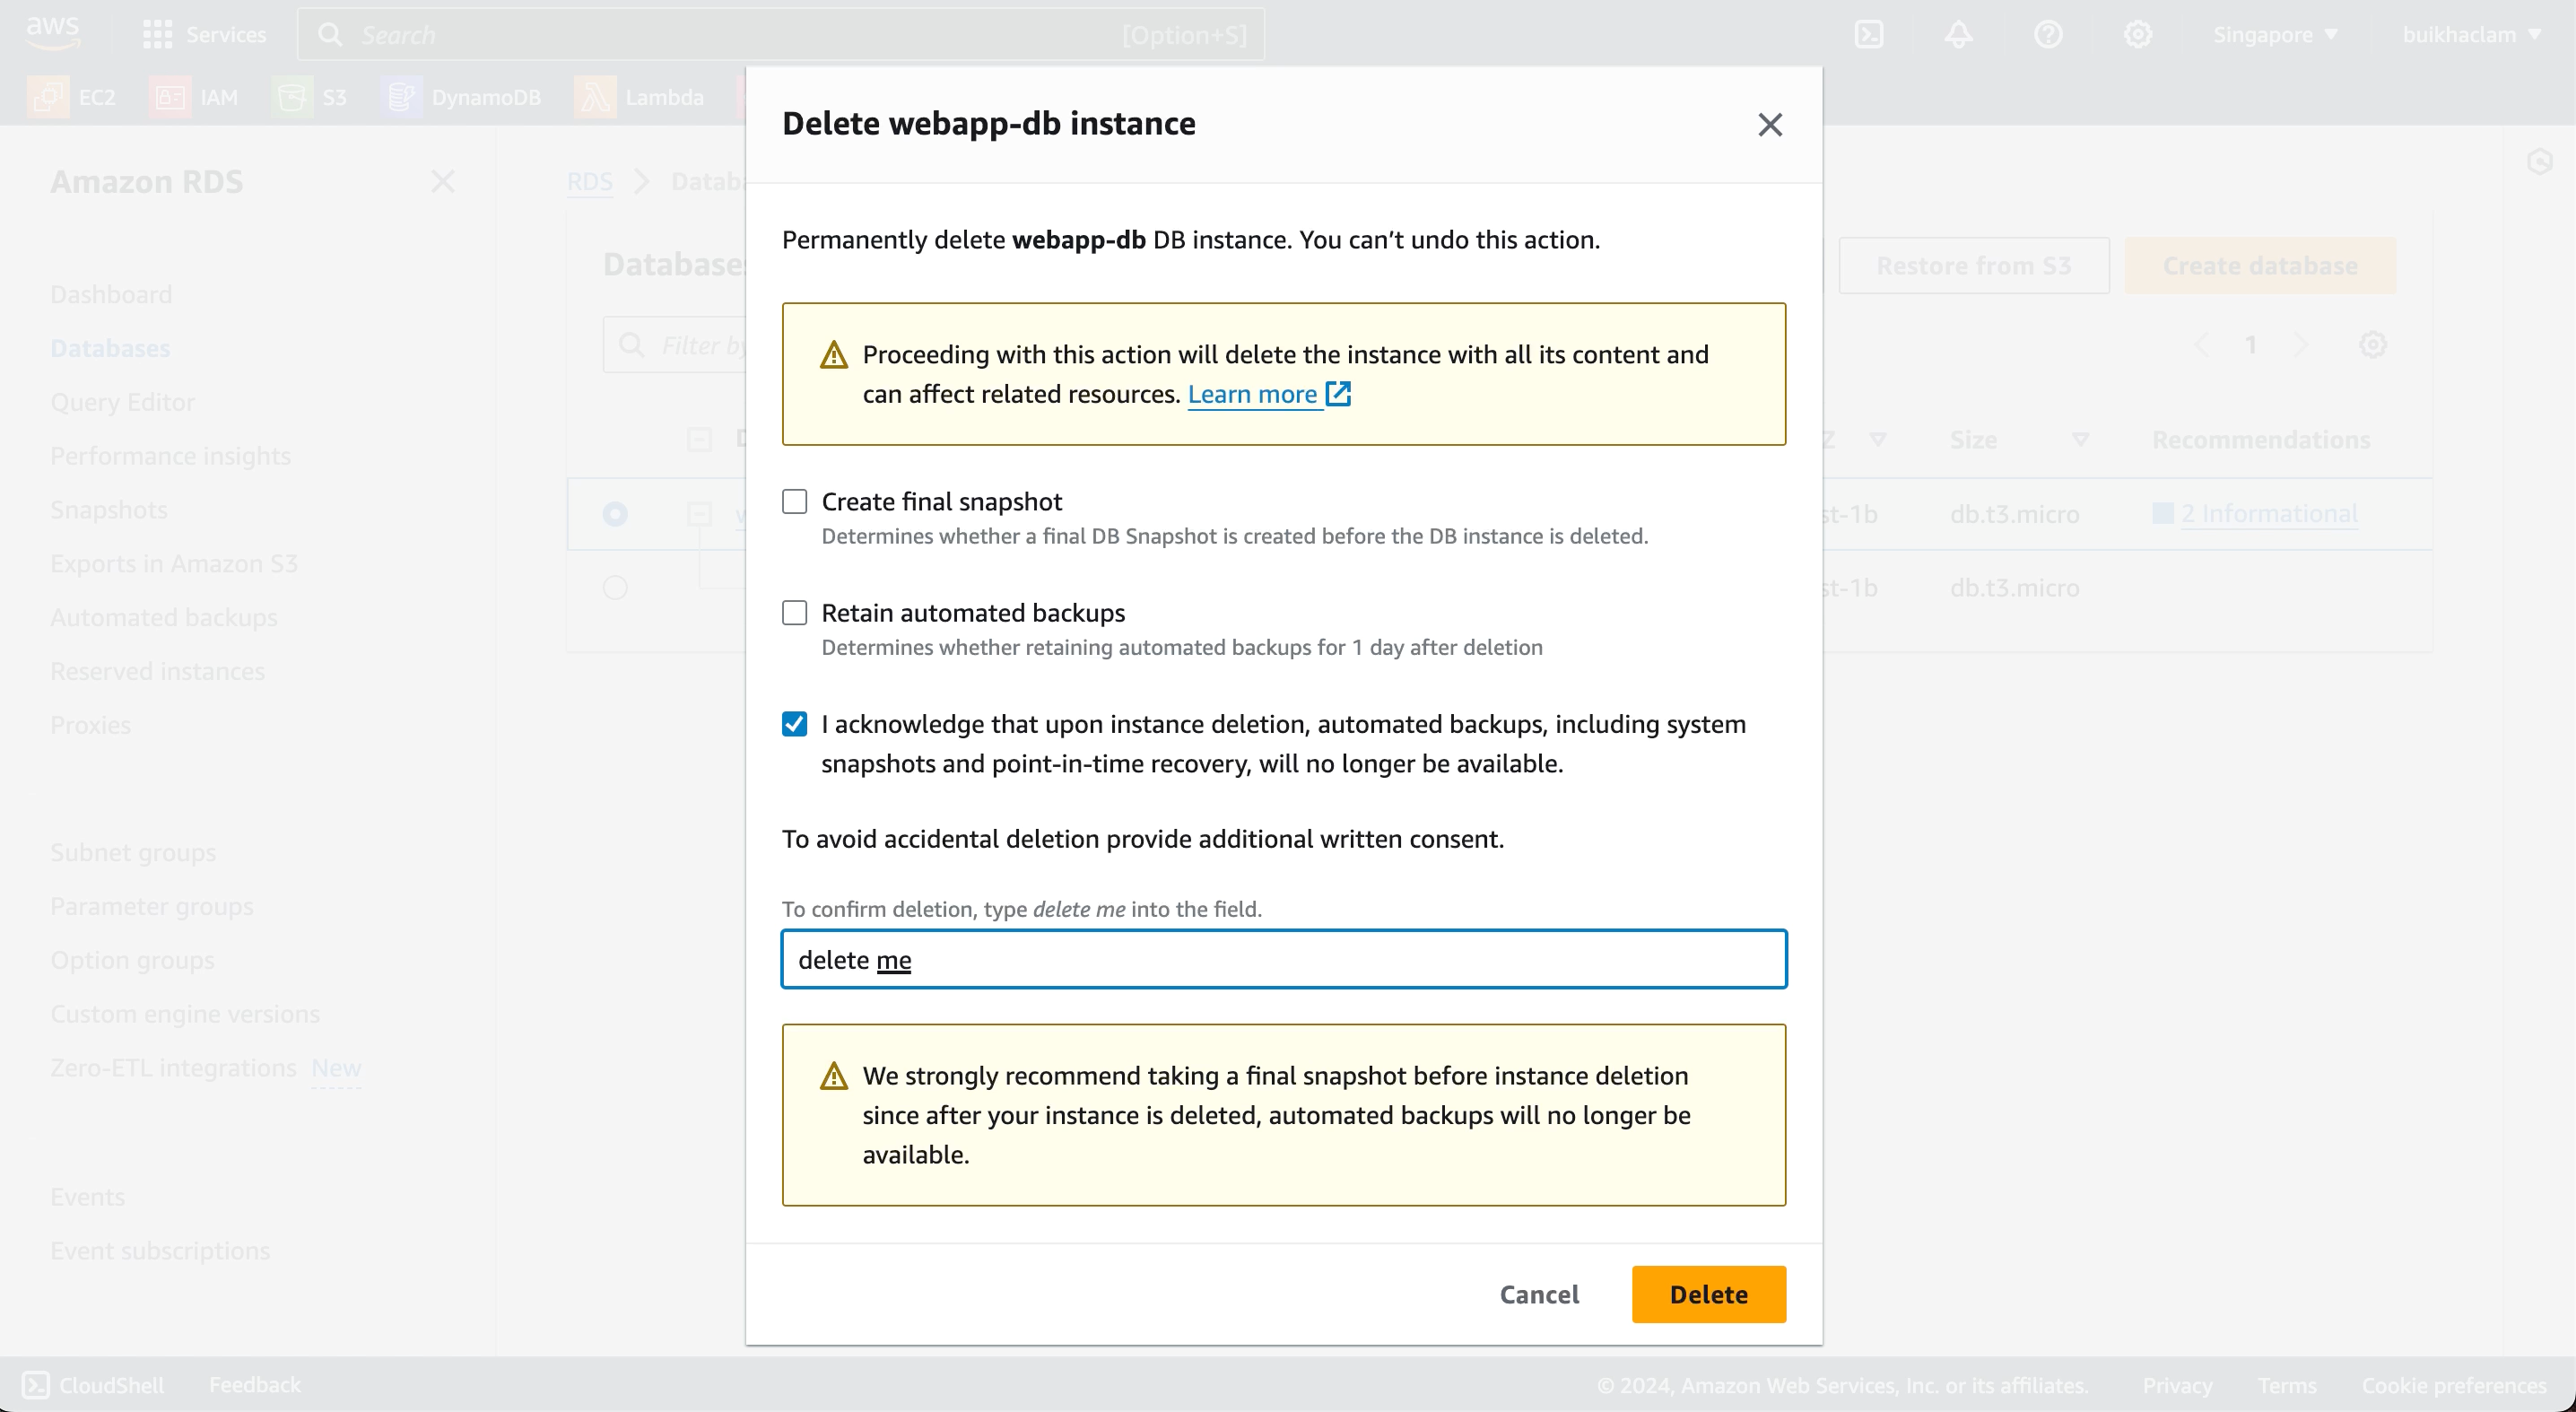 aws
Services
Search
[Option+S]
Singapore
buikhaclam
EC2
IAM
S3
DynamoDB
Lambda
Amazon RDS
Dashboard
Databases
Query Editor
Performance insights
Snapshots
Exports in Amazon S3
Automated backups
Reserved instances
Proxies
Subnet groups
Parameter groups
Option groups
Custom engine versions
Zero-ETL integrations New
Events
Event subscriptions
RDS
Databases
Filter by
Restore from S3
Create database
1
Z
Size
Recommendations
st-1b
db.t3.micro
2 Informational
st-1b
db.t3.micro
Delete webapp-db instance
Permanently delete webapp-db DB instance. You can’t undo this action.
Proceeding with this action will delete the instance with all its content and
can affect related resources. Learn more
Create final snapshot
Determines whether a final DB Snapshot is created before the DB instance is deleted.
Retain automated backups
Determines whether retaining automated backups for 1 day after deletion
I acknowledge that upon instance deletion, automated backups, including system
snapshots and point-in-time recovery, will no longer be available.
To avoid accidental deletion provide additional written consent.
To confirm deletion, type delete me into the field.
delete me
We strongly recommend taking a final snapshot before instance deletion
since after your instance is deleted, automated backups will no longer be
available.
Cancel
Delete
CloudShell
Feedback
© 2024, Amazon Web Services, Inc. or its affiliates.
Privacy
Terms
Cookie preferences